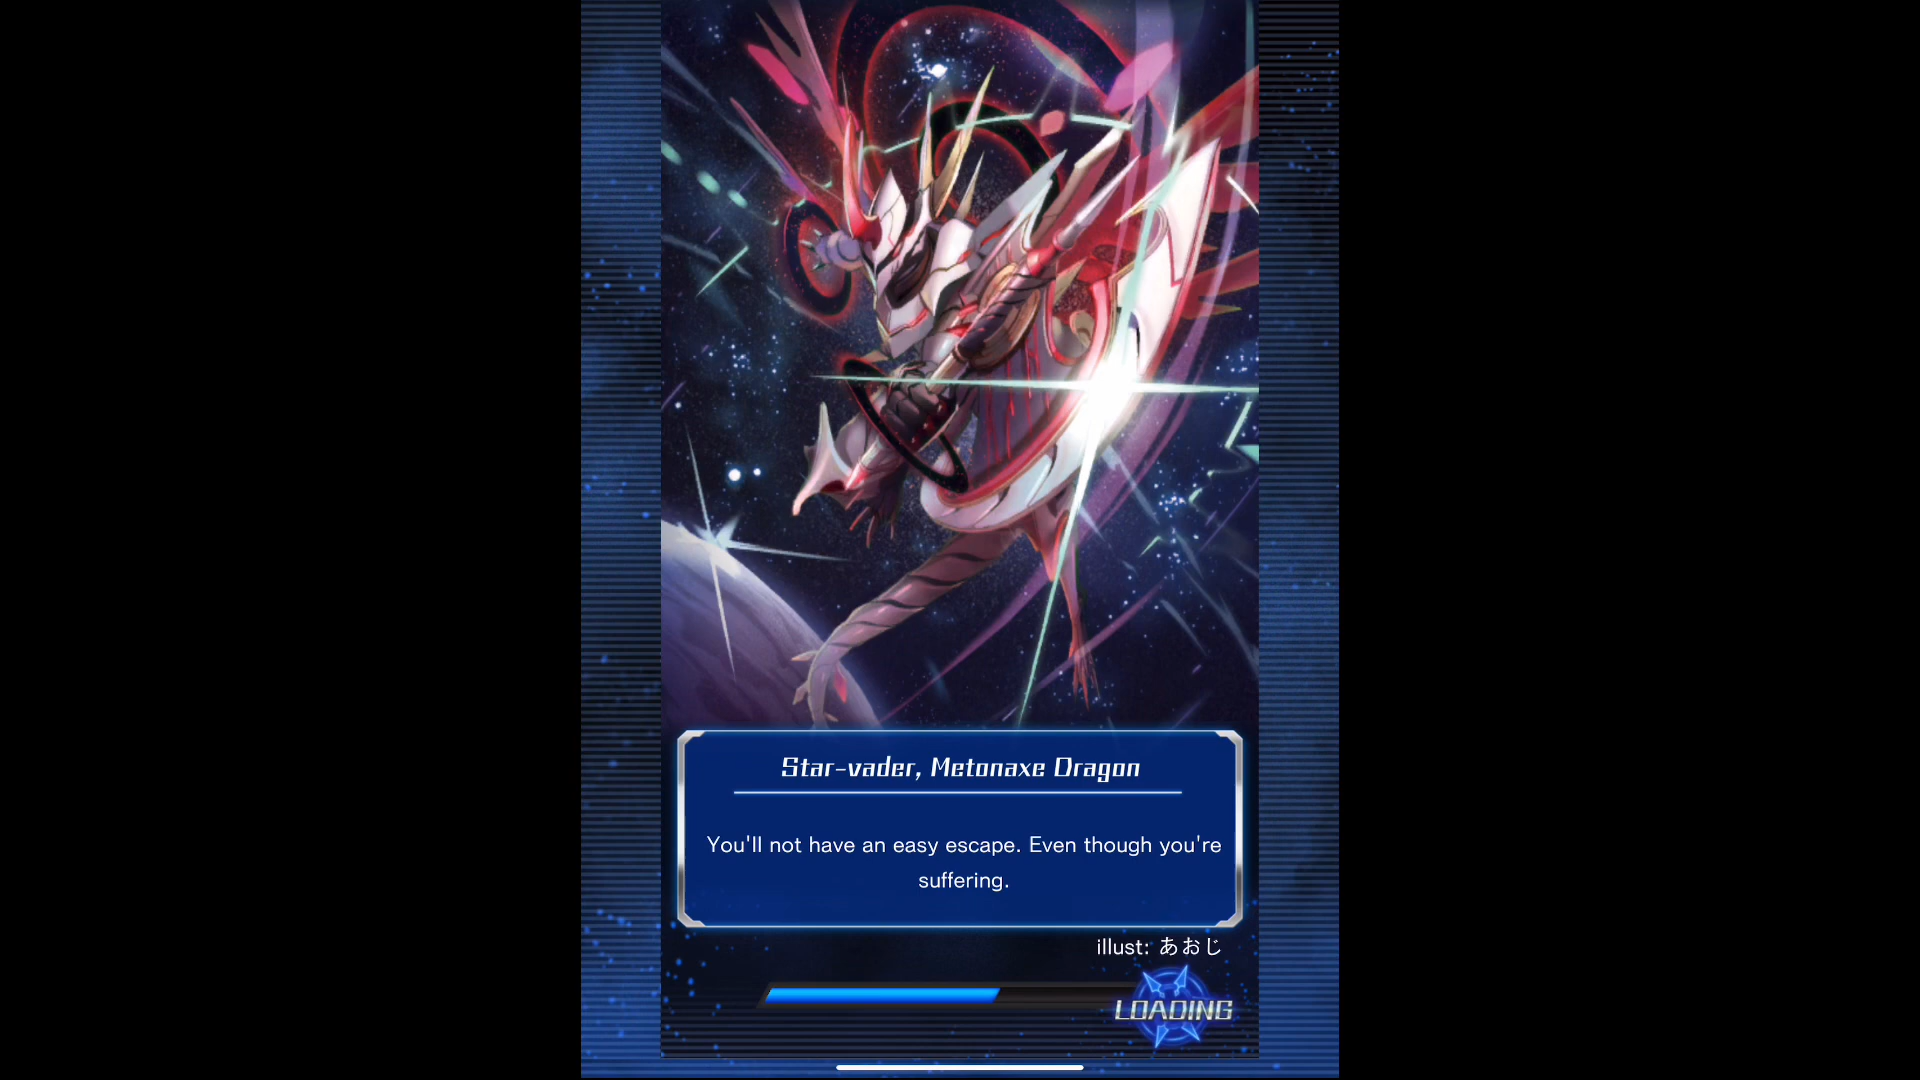 Star-vader, Metonaxe Dragon
You'll not have an easy escape. Even though you're
suffering.
illust: あおじ
LOADING